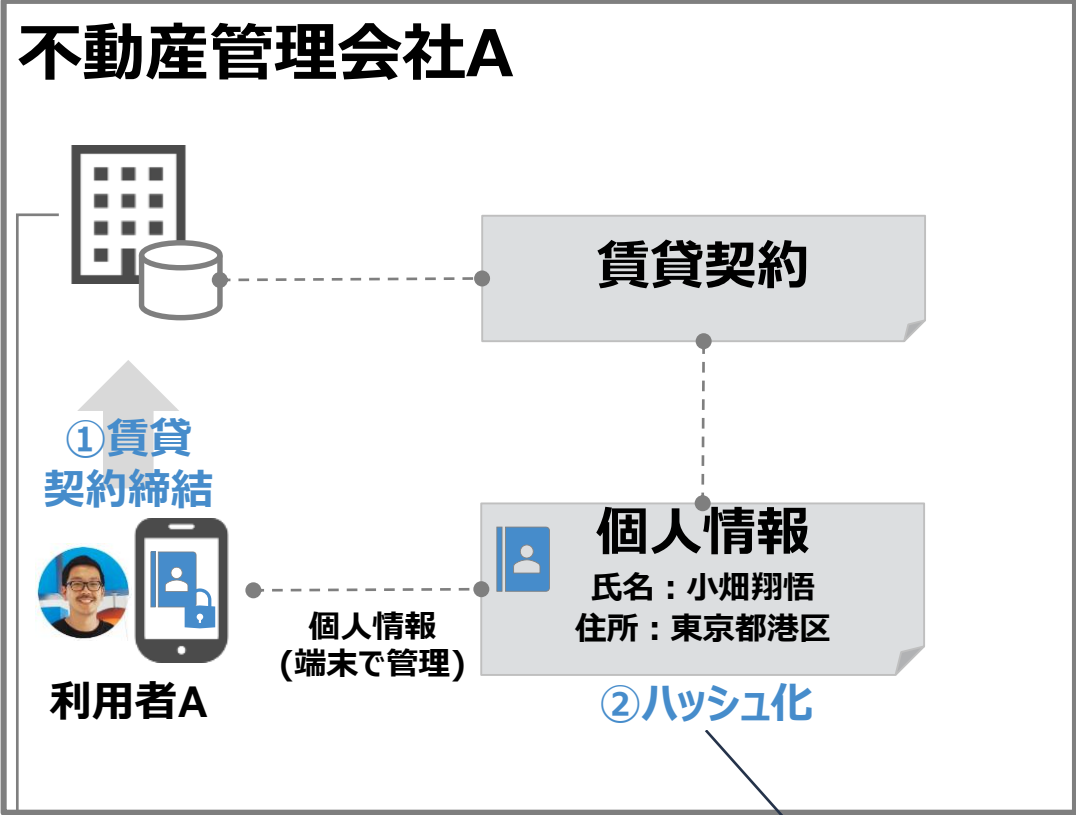 不動産管理会社A
賃貸契約
①賃貸
契約締結
個人情報
氏名：小畑翔悟
住所：東京都港区
個人情報
(端末で管理)
利用者A
②ハッシュ化